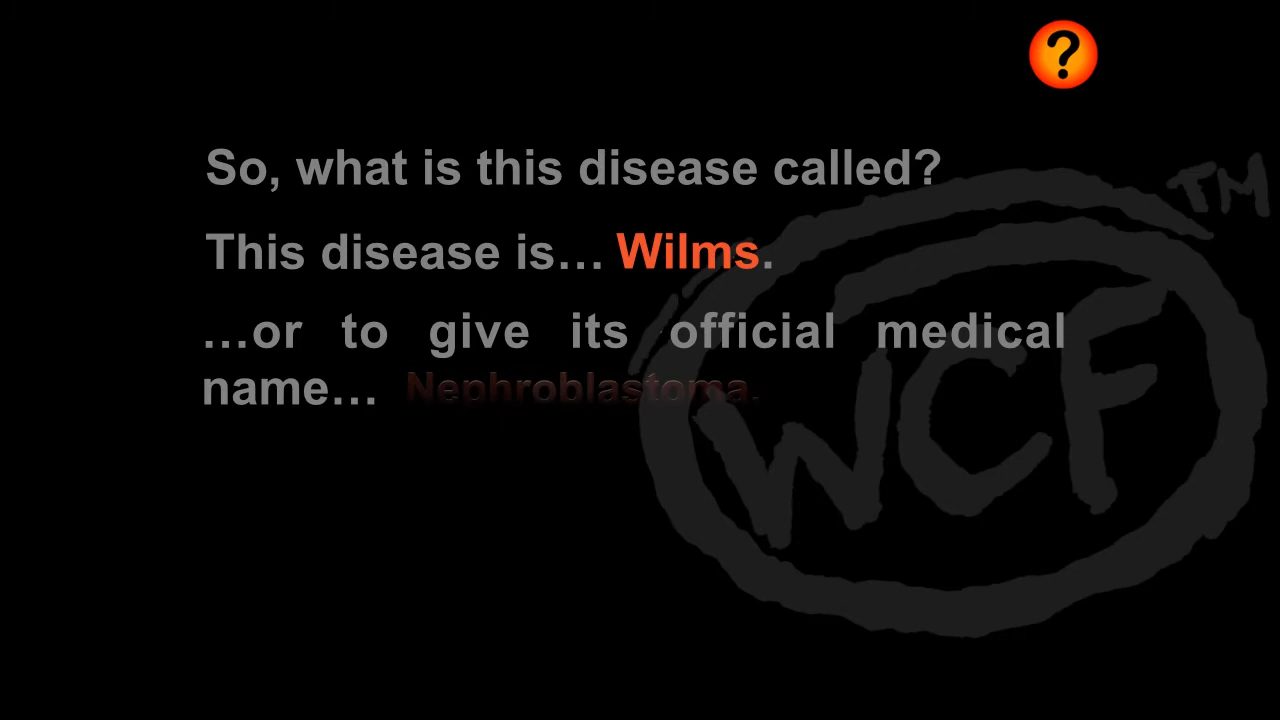 ?
So, what is this disease called?
This disease is… Wilms.
…or to give its official medical
name… Nephroblastoma.
WCF
TM